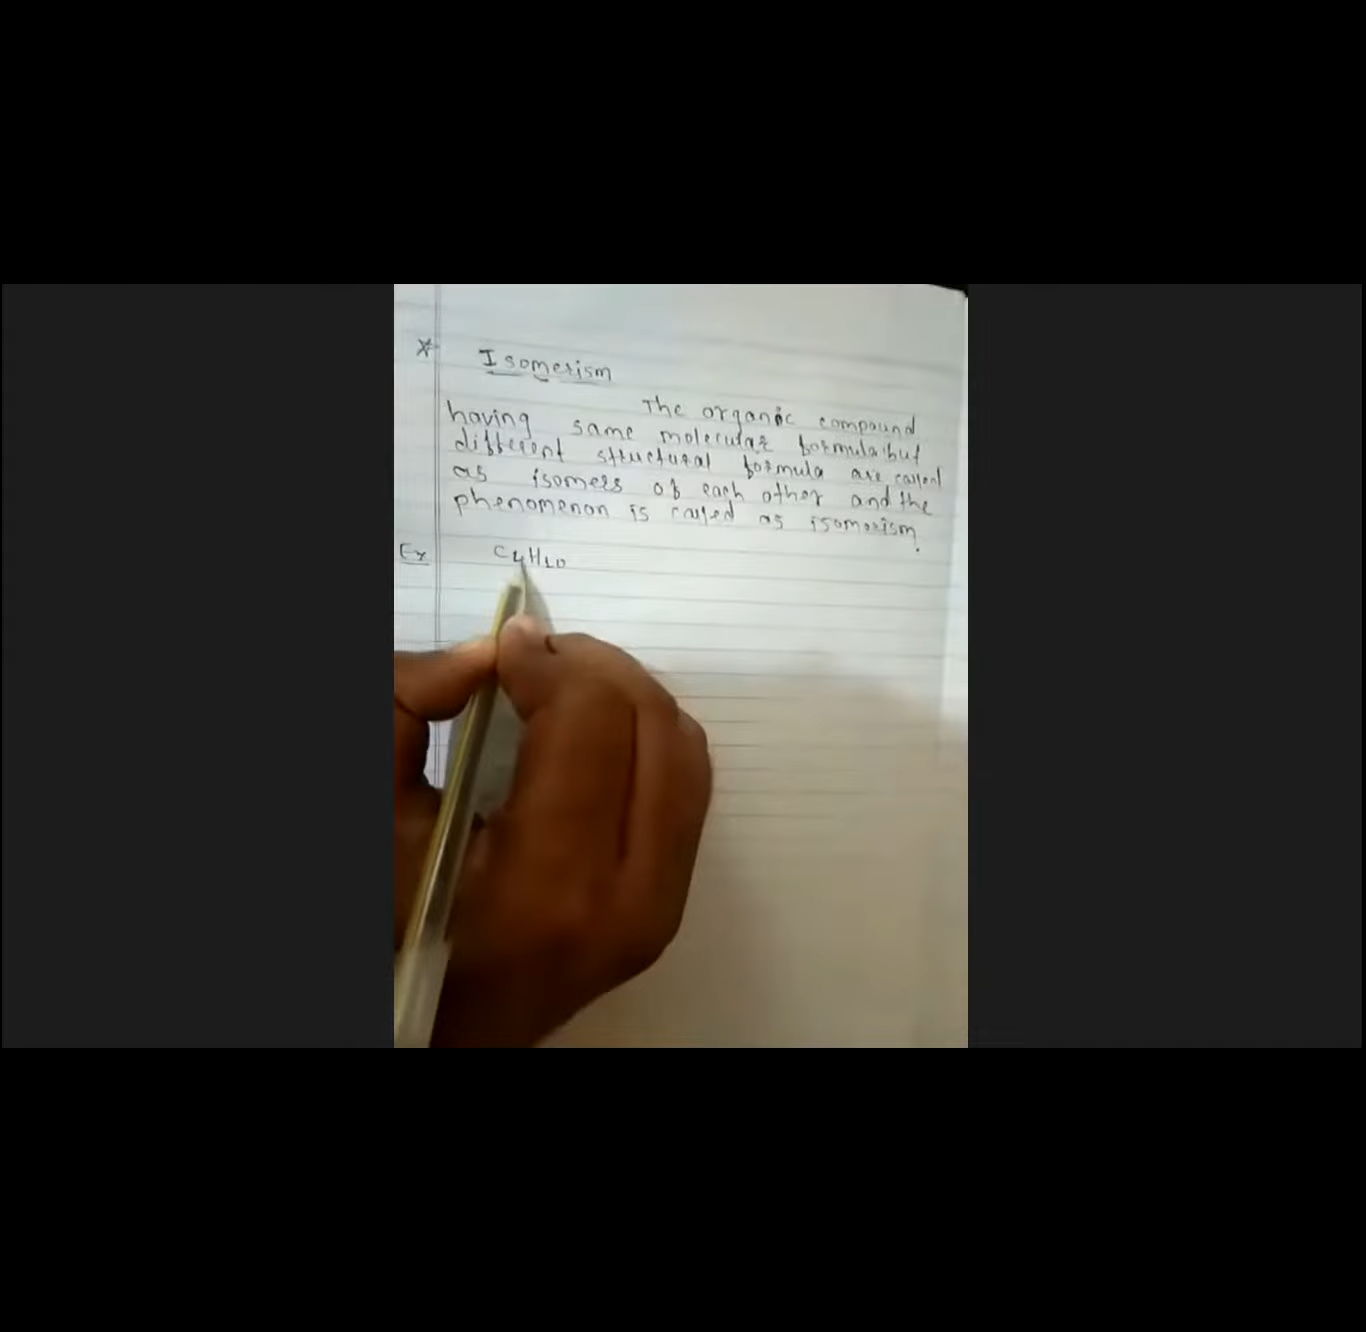 * Isomerism
The organic compound
having same molecular formula but
different structural formula are called
as isomers of each other and the
phenomenon is called as isomerism.
Ex C4H10